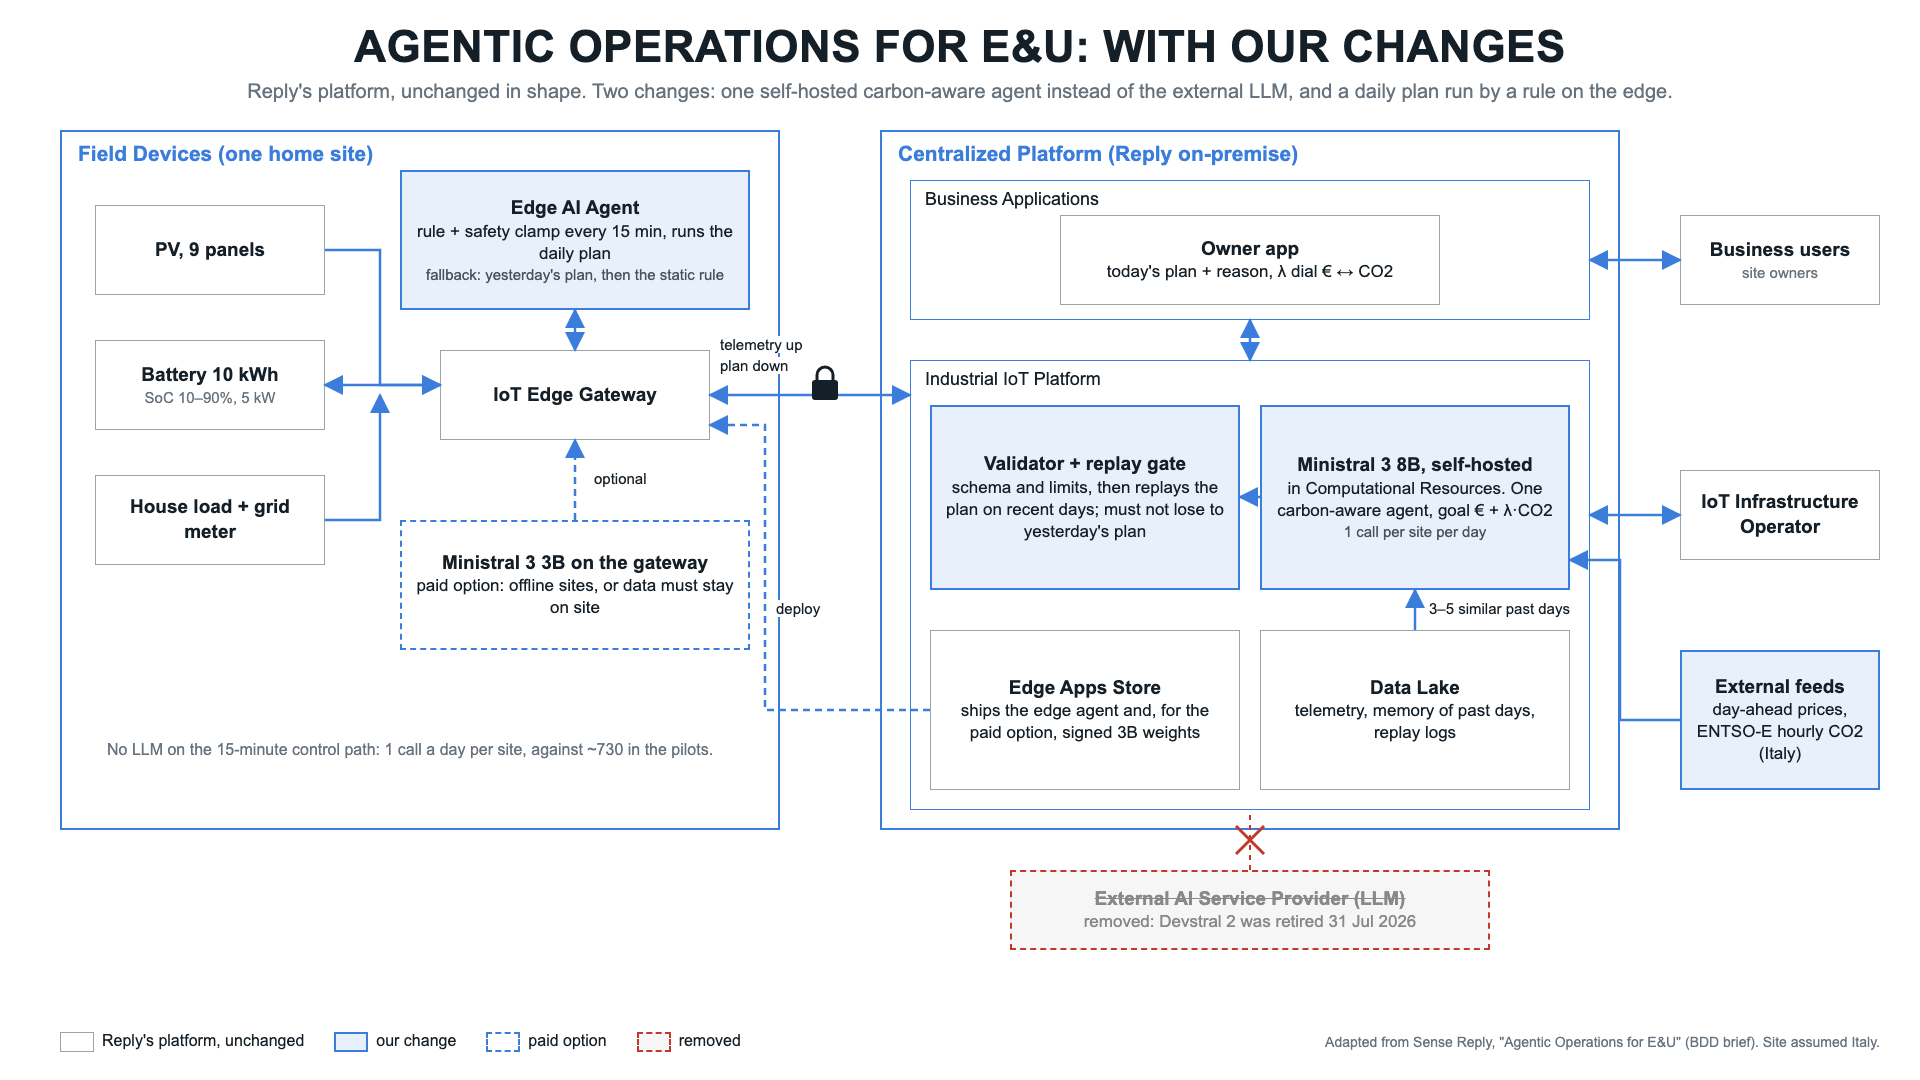 AGENTIC OPERATIONS FOR E&U: WITH OUR CHANGES
Reply's platform, unchanged in shape. Two changes: one self-hosted carbon-aware agent instead of the external LLM, and a daily plan run by a rule on the edge.
Field Devices (one home site)
PV, 9 panels
Edge AI Agent
rule + safety clamp every 15 min, runs the
daily plan
fallback: yesterday's plan, then the static rule
Battery 10 kWh
SoC 10–90%, 5 kW
IoT Edge Gateway
telemetry up
plan down
House load + grid
meter
optional
Ministral 3 3B on the gateway
paid option: offline sites, or data must stay
on site
deploy
No LLM on the 15-minute control path: 1 call a day per site, against ~730 in the pilots.
Centralized Platform (Reply on-premise)
Business Applications
Owner app
today's plan + reason, λ dial € ↔ CO2
Business users
site owners
Industrial IoT Platform
Validator + replay gate
schema and limits, then replays the
plan on recent days; must not lose to
yesterday's plan
Ministral 3 8B, self-hosted
in Computational Resources. One
carbon-aware agent, goal € + λ·CO2
1 call per site per day
IoT Infrastructure
Operator
3–5 similar past days
Edge Apps Store
ships the edge agent and, for the
paid option, signed 3B weights
Data Lake
telemetry, memory of past days,
replay logs
External feeds
day-ahead prices,
ENTSO-E hourly CO2
(Italy)
External AI Service Provider (LLM)
removed: Devstral 2 was retired 31 Jul 2026
Reply's platform, unchanged
our change
paid option
removed
Adapted from Sense Reply, "Agentic Operations for E&U" (BDD brief). Site assumed Italy.